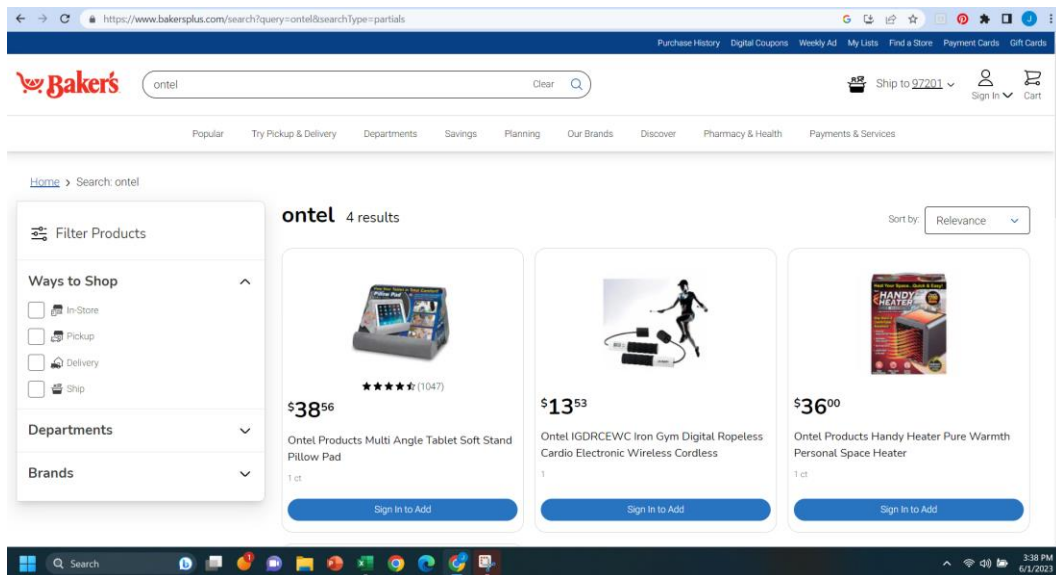 https://www.bakersplus.com/search?query=ontel&searchType=partials
Purchase History Digital Coupons Weekly Ad My Lists Find a Store Payment Cards Gift Cards
Baker's
ontel
Clear
Ship to 97201
Sign In
Cart
Popular Try Pickup & Delivery Departments Savings Planning Our Brands Discover Pharmacy & Health Payments & Services
Home > Search: ontel
Filter Products
Ways to Shop
In-Store
Pickup
Delivery
Ship
Departments
Brands
ontel 4 results
Sort by: Relevance
Pillow Pad
(1047)
$38.56
Ontel Products Multi Angle Tablet Soft Stand
Pillow Pad
1 ct
Sign In to Add
$13.53
Ontel IGDRCEWC Iron Gym Digital Ropeless
Cardio Electronic Wireless Cordless
1
Sign In to Add
HANDY
HEATER
$36.00
Ontel Products Handy Heater Pure Warmth
Personal Space Heater
1 ct
Sign In to Add
Search
3:38 PM
6/1/2023